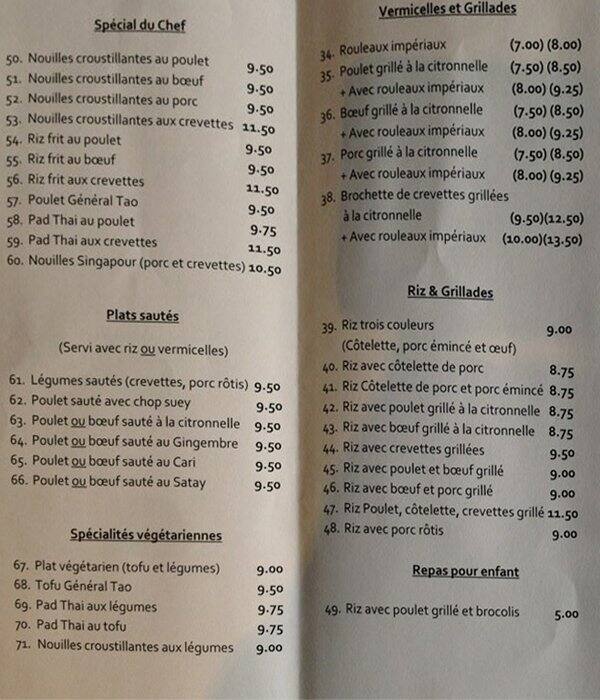 Spécial du Chef
50. Nouilles croustillantes au poulet 9.50
51. Nouilles croustillantes au bœuf 9.50
52. Nouilles croustillantes au porc 9.50
53. Nouilles croustillantes aux crevettes 11.50
54. Riz frit au poulet 9.50
55. Riz frit au bœuf 9.50
56. Riz frit aux crevettes 11.50
57. Poulet Général Tao 9.50
58. Pad Thai au poulet 9.75
59. Pad Thai aux crevettes 11.50
60. Nouilles Singapour (porc et crevettes) 10.50
Plats sautés
(Servi avec riz ou vermicelles)
61. Légumes sautés (crevettes, porc rôtis) 9.50
62. Poulet sauté avec chop suey 9.50
63. Poulet ou bœuf sauté à la citronnelle 9.50
64. Poulet ou bœuf sauté au Gingembre 9.50
65. Poulet ou bœuf sauté au Cari 9.50
66. Poulet ou bœuf sauté au Satay 9.50
Spécialités végétariennes
67. Plat végétarien (tofu et légumes) 9.00
68. Tofu Général Tao 9.50
69. Pad Thai aux légumes 9.75
70. Pad Thai au tofu 9.75
71. Nouilles croustillantes aux légumes 9.00
Vermicelles et Grillades
34. Rouleaux impériaux (7.00) (8.00)
35. Poulet grillé à la citronnelle (7.50) (8.50)
+ Avec rouleaux impériaux (8.00) (9.25)
36. Bœuf grillé à la citronnelle (7.50) (8.50)
+ Avec rouleaux impériaux (8.00) (9.25)
37. Porc grillé à la citronnelle (7.50) (8.50)
+ Avec rouleaux impériaux (8.00) (9.25)
38. Brochette de crevettes grillées
à la citronnelle (9.50)(12.50)
+ Avec rouleaux impériaux (10.00)(13.50)
Riz & Grillades
39. Riz trois couleurs 9.00
(Côtelette, porc émincé et œuf)
40. Riz avec côtelette de porc 8.75
41. Riz Côtelette de porc et porc émincé 8.75
42. Riz avec poulet grillé à la citronnelle 8.75
43. Riz avec bœuf grillé à la citronnelle 8.75
44. Riz avec crevettes grillées 9.50
45. Riz avec poulet et bœuf grillé 9.00
46. Riz avec bœuf et porc grillé 9.00
47. Riz Poulet, côtelette, crevettes grillé 11.50
48. Riz avec porc rôtis 9.00
Repas pour enfant
49. Riz avec poulet grillé et brocolis 5.00